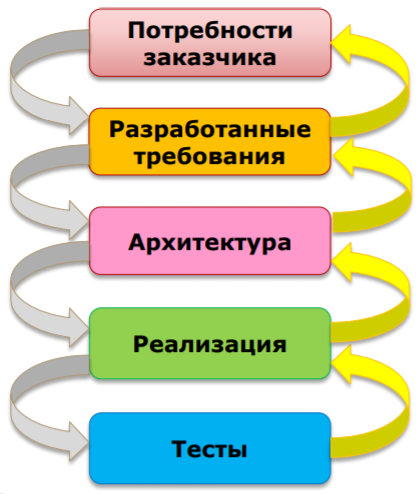 Потребности
заказчика
Разработанные
требования
Архитектура
Реализация
Тесты